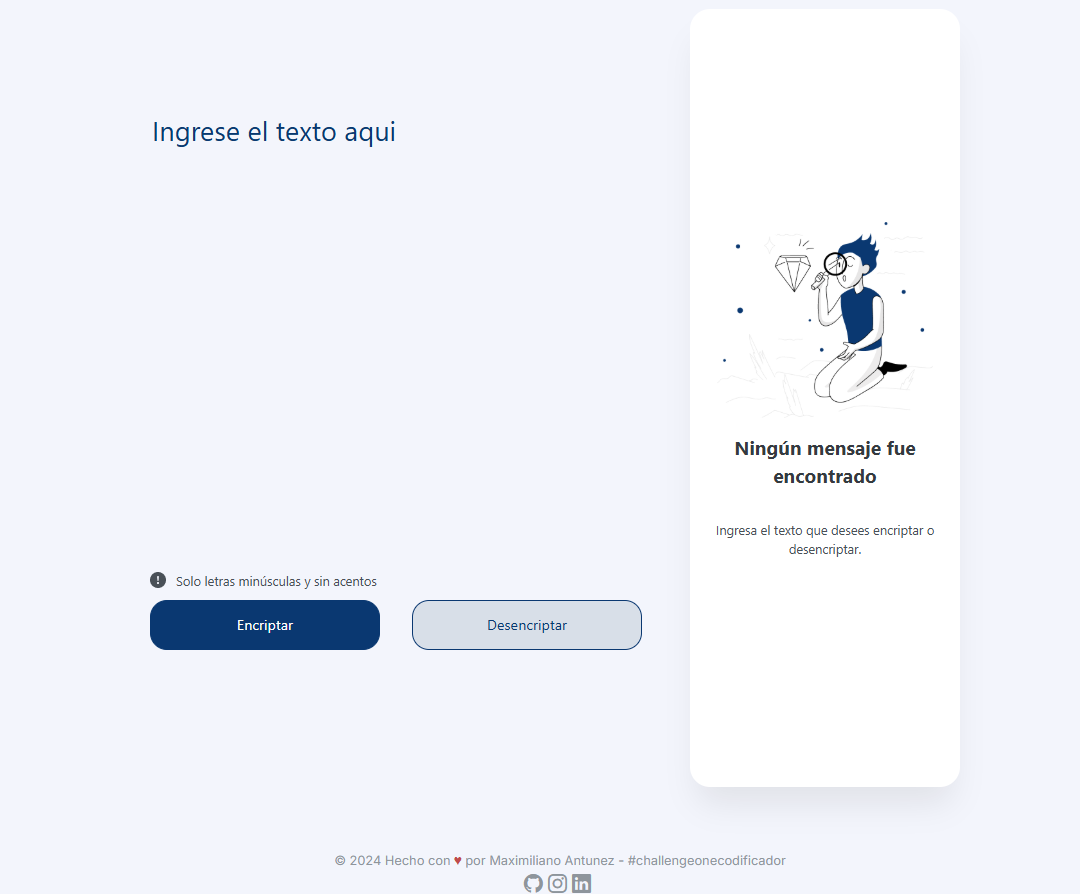 Ingrese el texto aqui
Solo letras minúsculas y sin acentos
Encriptar
Desencriptar
Ningún mensaje fue
encontrado
Ingresa el texto que desees encriptar o
desencriptar.
© 2024 Hecho con ♥ por Maximiliano Antunez - #challengeonecodificador